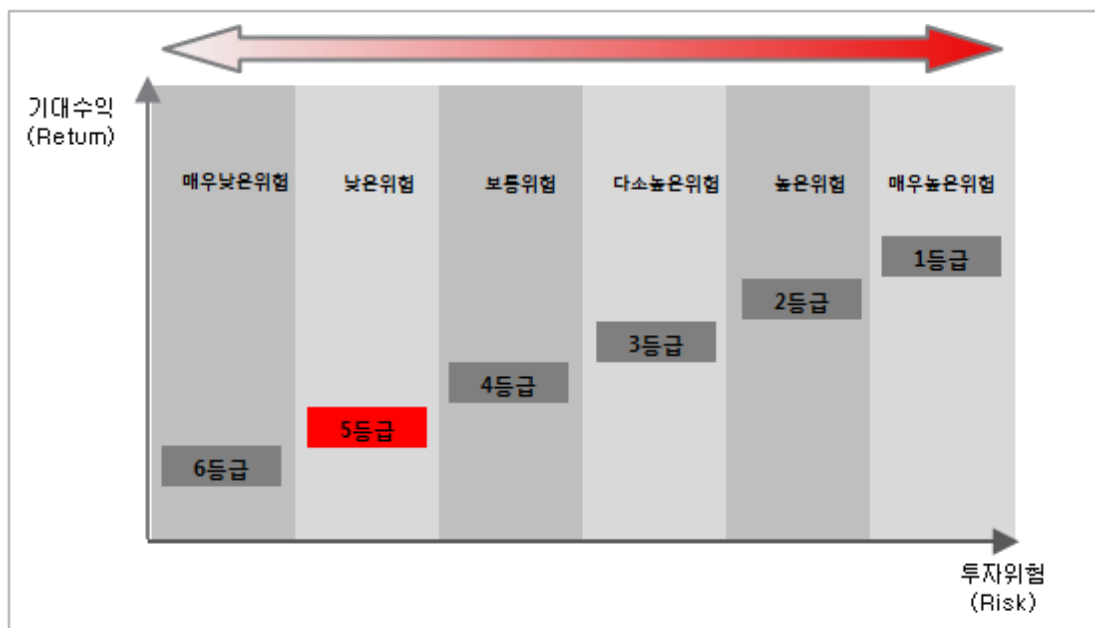 기대수익
(Return)
매우낮은위험
낮은위험
보통위험
다소높은위험
높은위험
매우높은위험
1등급
2등급
3등급
4등급
5등급
6등급
투자위험
(Risk)